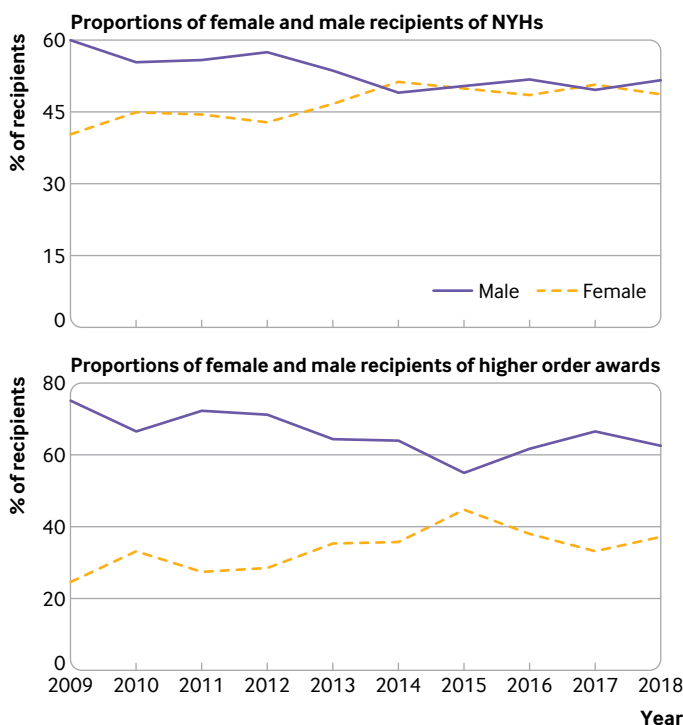 Proportions of female and male recipients of NYHs
% of recipients
60
45
30
15
0
Male Female
Proportions of female and male recipients of higher order awards
% of recipients
80
60
40
20
0
2009 2010 2011 2012 2013 2014 2015 2016 2017 2018
Year